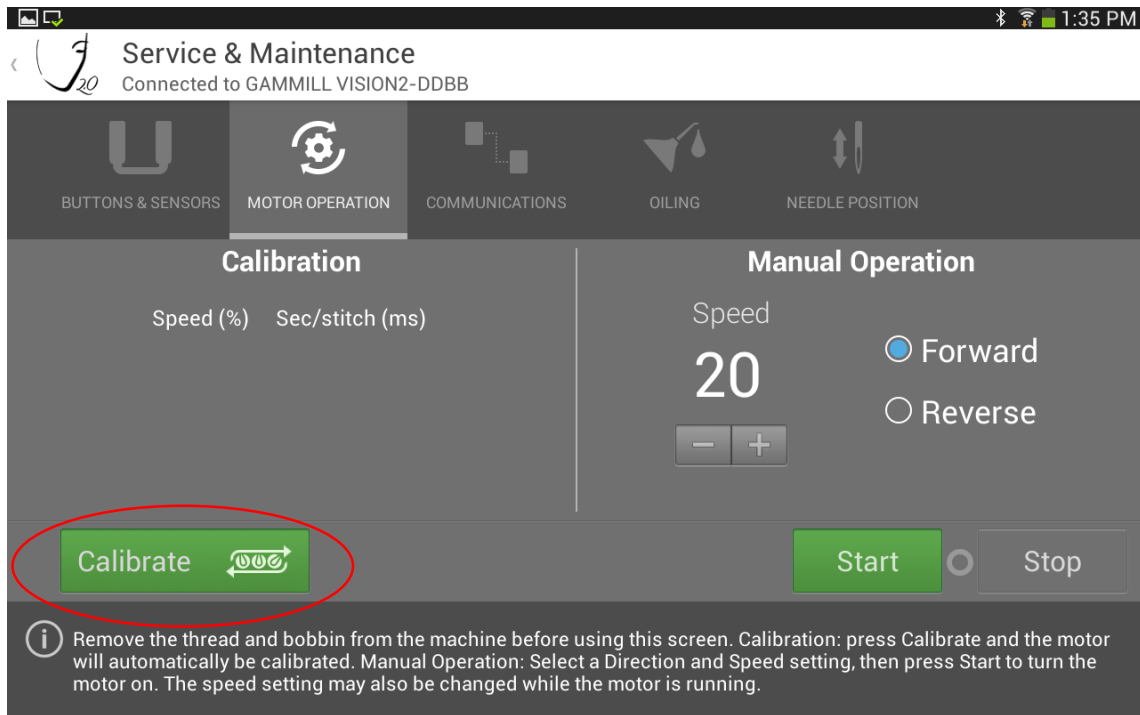 1:35 PM
20
Service & Maintenance
Connected to GAMMILL VISION2-DDBB
BUTTONS & SENSORS
MOTOR OPERATION
COMMUNICATIONS
OILING
NEEDLE POSITION
Calibration
Speed (%) Sec/stitch (ms)
Manual Operation
Speed
20
Forward
Reverse
Calibrate
Start
Stop
Remove the thread and bobbin from the machine before using this screen. Calibration: press Calibrate and the motor
will automatically be calibrated. Manual Operation: Select a Direction and Speed setting, then press Start to turn the
motor on. The speed setting may also be changed while the motor is running.